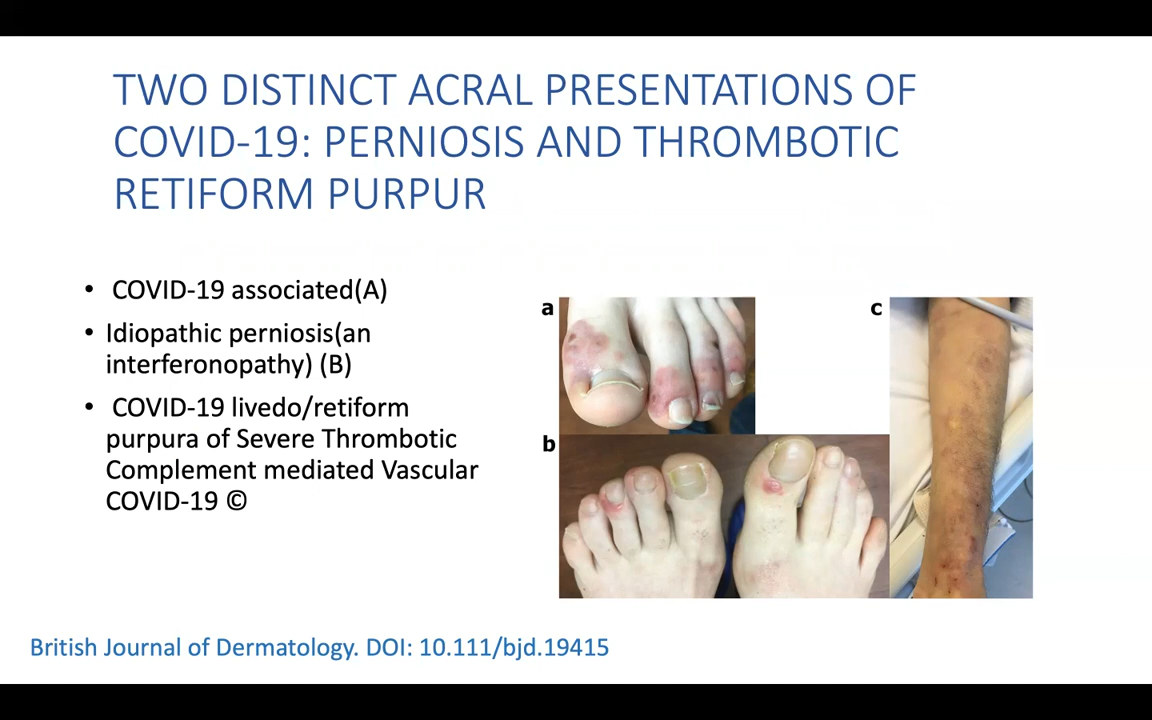 TWO DISTINCT ACRAL PRESENTATIONS OF
COVID-19: PERNIOSIS AND THROMBOTIC
RETIFORM PURPUR
• COVID-19 associated(A)
• Idiopathic perniosis(an
interferonopathy) (B)
• COVID-19 livedo/retiform
purpura of Severe Thrombotic
Complement mediated Vascular
COVID-19 ©
a
b
c
British Journal of Dermatology. DOI: 10.111/bjd.19415